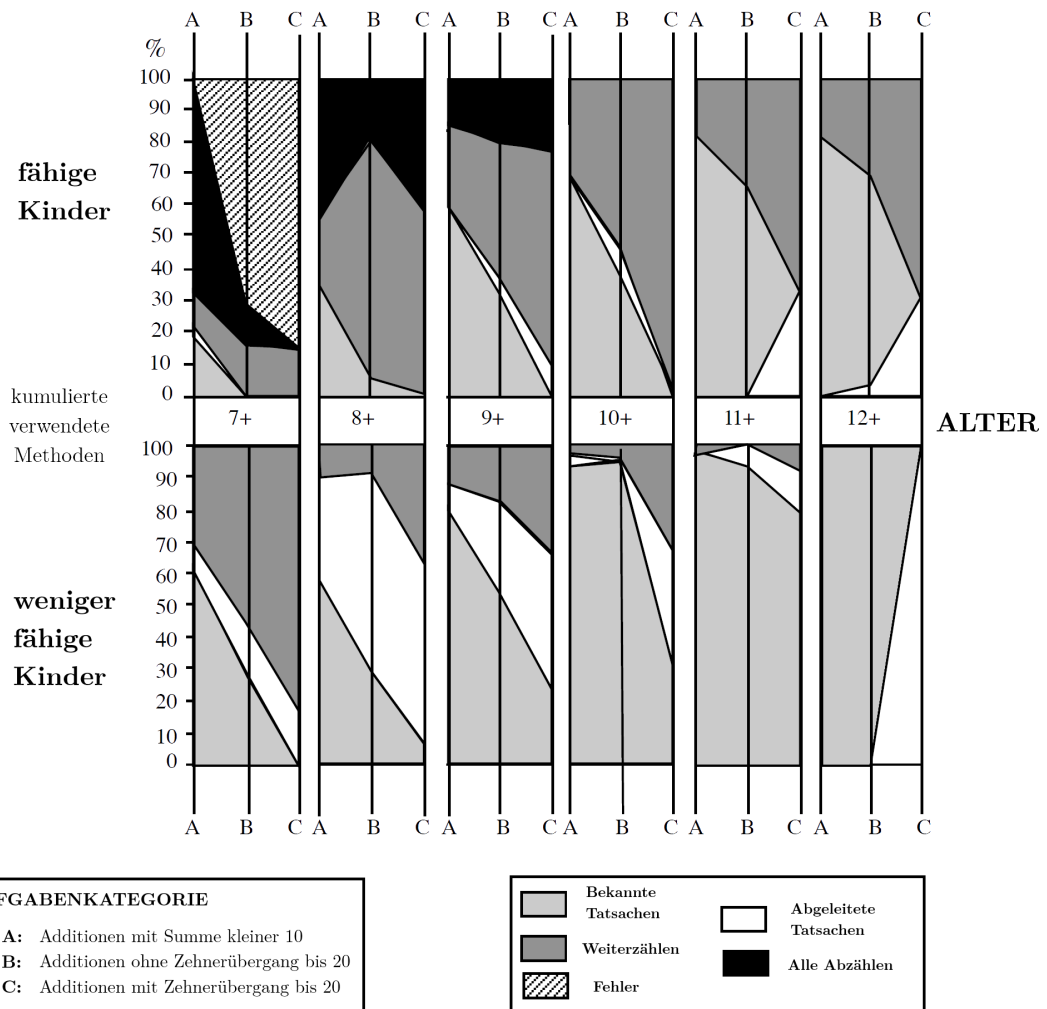 A B C A B C A B C A B C A B C A B C
%
100
90
80
70
60
50
40
30
20
10
0
fähige
Kinder
kumulierte
verwendete
Methoden
7+ 8+ 9+ 10+ 11+ 12+
ALTER
100
90
80
70
60
50
40
30
20
10
0
weniger
fähige
Kinder
A B C A B C A B C A B C A B C A B C
FGABENKATEGORIE
A: Additionen mit Summe kleiner 10
B: Additionen ohne Zehnerübergang bis 20
C: Additionen mit Zehnerübergang bis 20
Bekannte
Tatsachen
Weiterzählen
Fehler
Abgeleitete
Tatsachen
Alle Abzählen